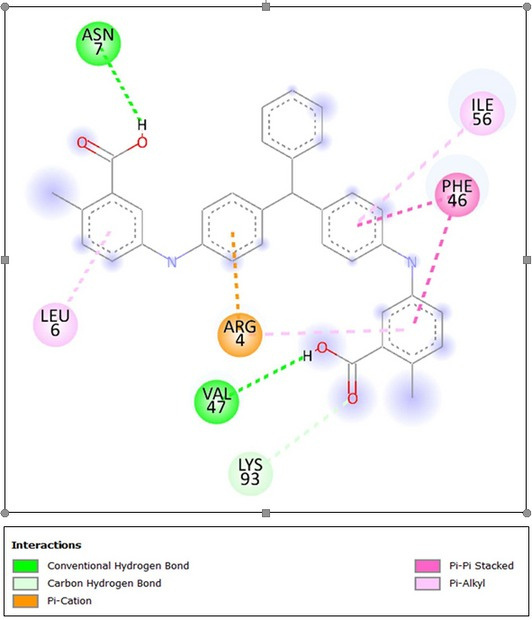 ASN
7
H
O
O
ILE
56
PHE
46
N
N
LEU
6
ARG
4
O
H
VAL
47
O
LYS
93
Interactions
Conventional Hydrogen Bond
Carbon Hydrogen Bond
Pi-Cation
Pi-Pi Stacked
Pi-Alkyl